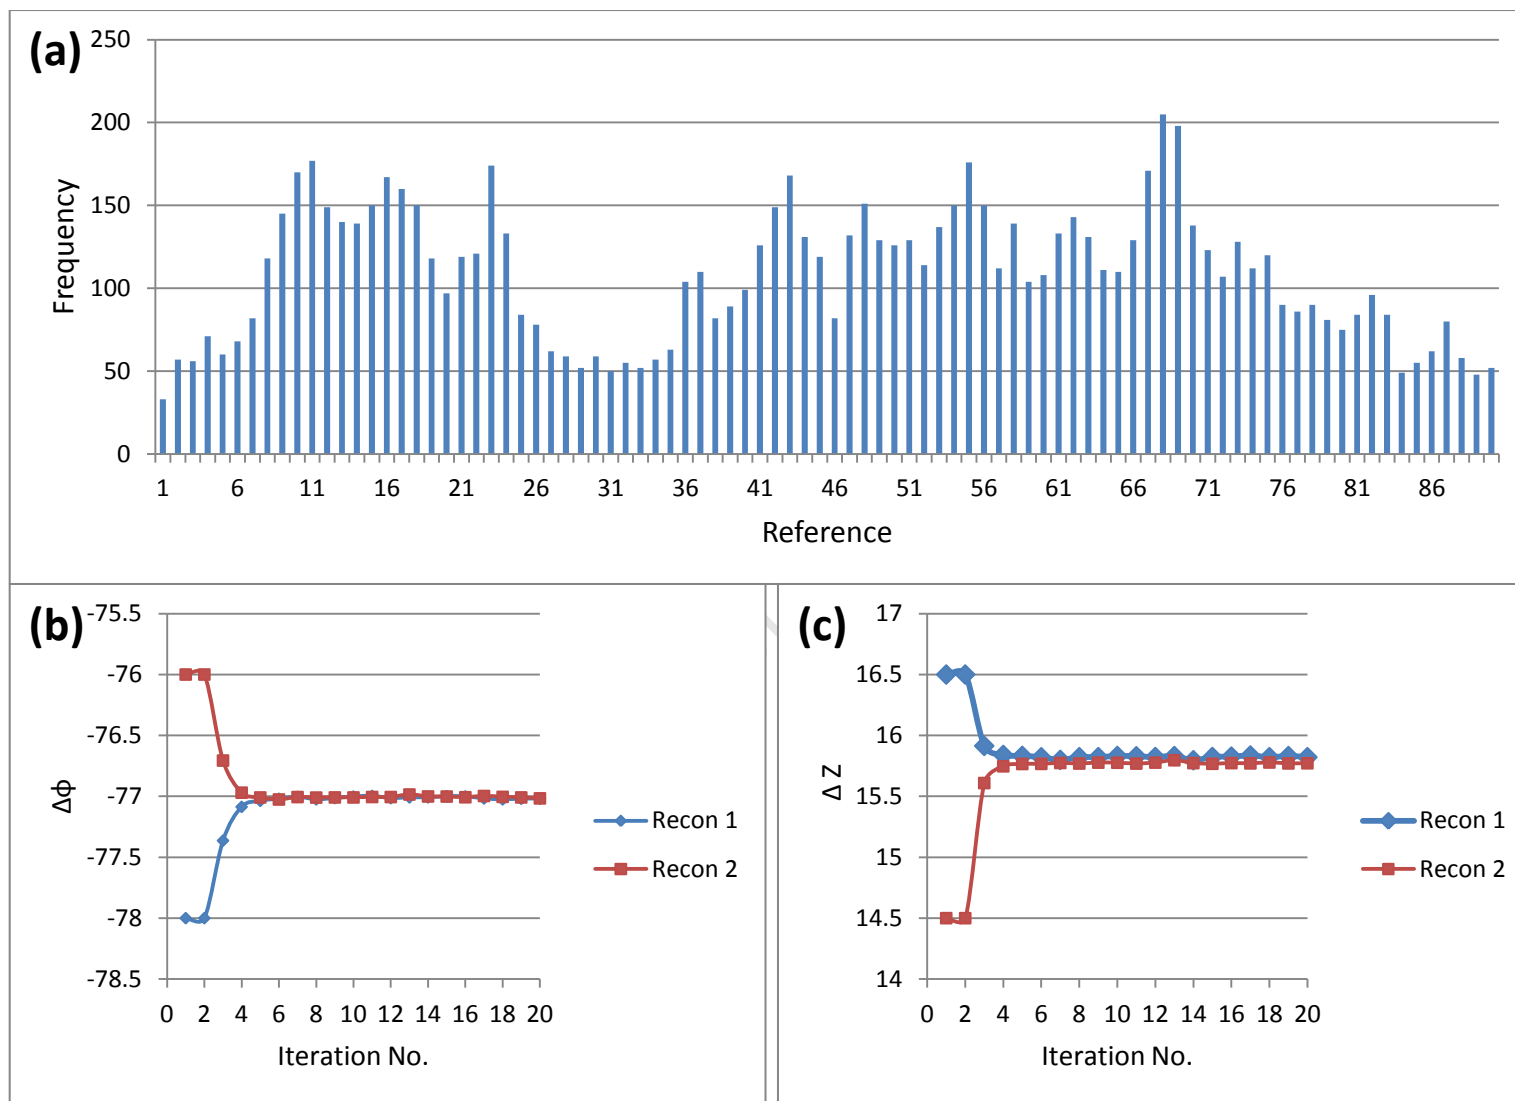 (a)
250
200
150
100
50
0
Frequency
1 6 11 16 21 26 31 36 41 46 51 56 61 66 71 76 81 86
Reference
(b)
-75.5
-76
-76.5
-77
-77.5
-78
-78.5
Δϕ
0 2 4 6 8 10 12 14 16 18 20
Iteration No.
Recon 1
Recon 2
(c)
17
16.5
16
15.5
15
14.5
14
Δ Z
0 2 4 6 8 10 12 14 16 18 20
Iteration No.
Recon 1
Recon 2